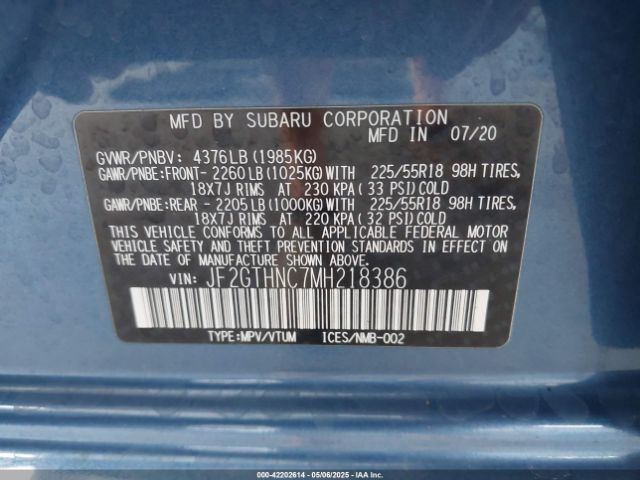 MFD BY SUBARU CORPORATION
MFD IN 07/20
GVWR/PNBV: 4376LB(1985KG)
GAWR/PNBE:FRONT- 2260LB(1025KG)WITH 225/55R18 98H TIRES,
18X7J RIMS AT 230 KPA(33 PSI)COLD
GAWR/PNBE:REAR - 2205LB(1000KG)WITH 225/55R18 98H TIRES,
18X7J RIMS AT 220 KPA(32 PSI)COLD
THIS VEHICLE CONFORMS TO ALL APPLICABLE FEDERAL MOTOR
VEHICLE SAFETY AND THEFT PREVENTION STANDARDS IN EFFECT ON
THE DATE OF MANUFACTURE SHOWN ABOVE.
VIN: JF2GTHNC7MH218386
TYPE:MPV/VTUM ICES/NMB-002
000-42202614 - 05/06/2025 - IAAI.COM